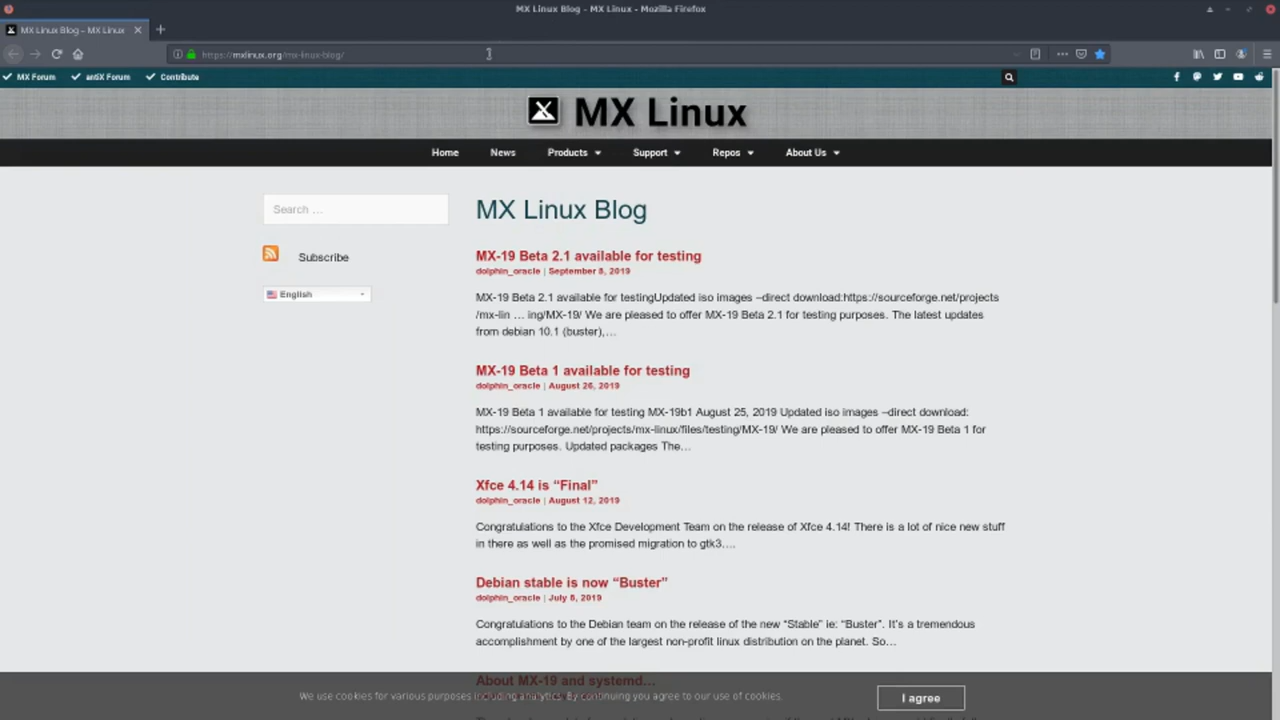 MX Linux Blog - MX Linux - Mozilla Firefox
MX Linux Blog – MX Linux
https://mxlinux.org/mx-linux-blog/
MX Forum antiX Forum Contribute
MX Linux
Home News Products Support Repos About Us
Search …
MX Linux Blog
Subscribe
English
MX-19 Beta 2.1 available for testing
dolphin_oracle | September 8, 2019
MX-19 Beta 2.1 available for testingUpdated iso images –direct download:https://sourceforge.net/projects
/mx-lin … ing/MX-19/ We are pleased to offer MX-19 Beta 2.1 for testing purposes. The latest updates
from debian 10.1 (buster),…
MX-19 Beta 1 available for testing
dolphin_oracle | August 26, 2019
MX-19 Beta 1 available for testing MX-19b1 August 25, 2019 Updated iso images –direct download:
https://sourceforge.net/projects/mx-linux/files/testing/MX-19/ We are pleased to offer MX-19 Beta 1 for
testing purposes. Updated packages The…
Xfce 4.14 is “Final”
dolphin_oracle | August 12, 2019
Congratulations to the Xfce Development Team on the release of Xfce 4.14! There is a lot of nice new stuff
in there as well as the promised migration to gtk3….
Debian stable is now “Buster”
dolphin_oracle | July 8, 2019
Congratulations to the Debian team on the release of the new “Stable” ie: “Buster”. It’s a tremendous
accomplishment by one of the largest non-profit linux distribution on the planet. So…
About MX-19 and systemd…
We use cookies for various purposes including analytics. By continuing you agree to our use of cookies.
I agree